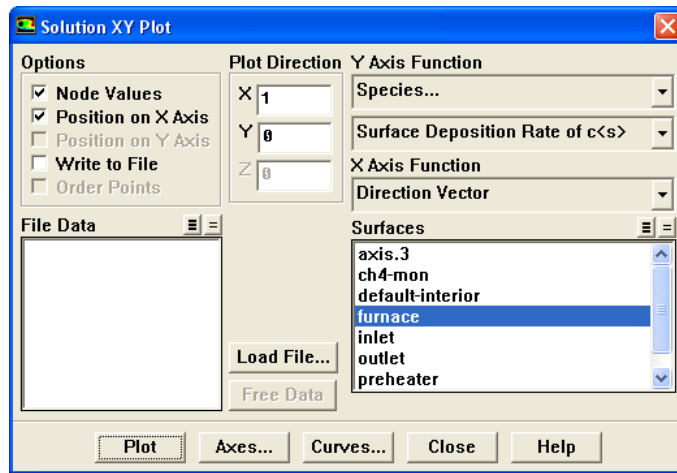 Solution XY Plot
Options
Node Values
Position on X Axis
Position on Y Axis
Write to File
Order Points
Plot Direction
X 1
Y 0
Z 0
Y Axis Function
Species...
Surface Deposition Rate of c<s>
X Axis Function
Direction Vector
File Data
Surfaces
axis.3
ch4-mon
default-interior
furnace
inlet
outlet
preheater
Load File...
Free Data
Plot
Axes...
Curves...
Close
Help